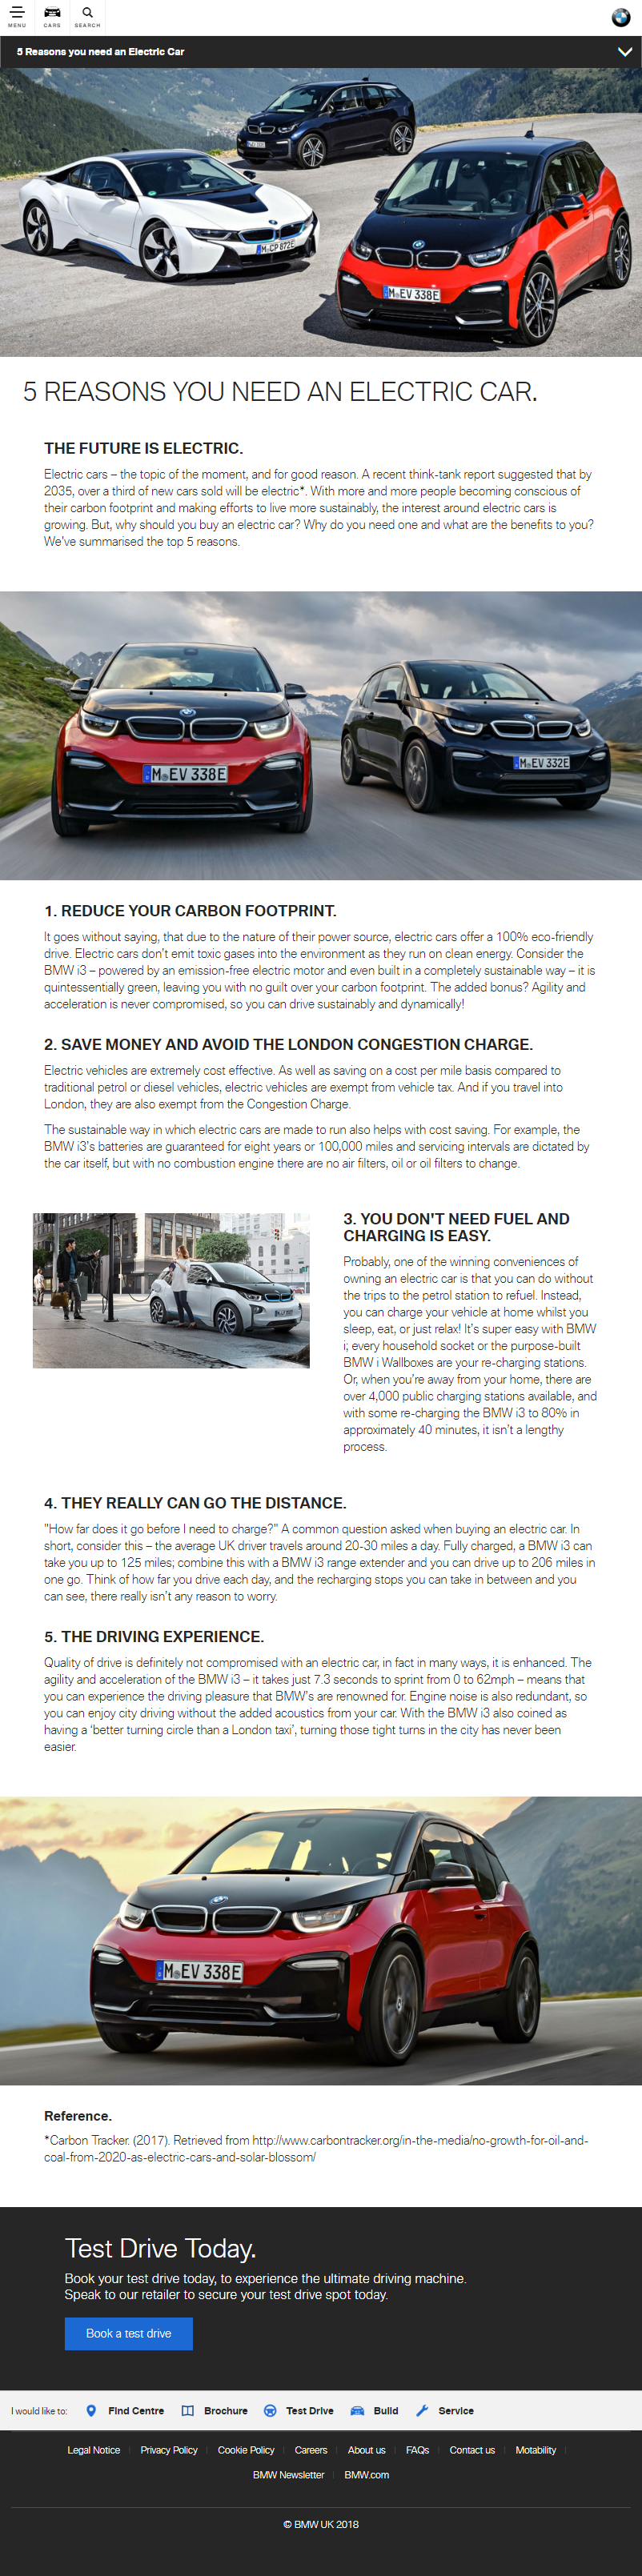 MENU CARS SEARCH
5 Reasons you need an Electric Car
M CP 872E
M EV 338E
5 REASONS YOU NEED AN ELECTRIC CAR.
THE FUTURE IS ELECTRIC.
Electric cars – the topic of the moment, and for good reason. A recent think-tank report suggested that by
2035, over a third of new cars sold will be electric*. With more and more people becoming conscious of
their carbon footprint and making efforts to live more sustainably, the interest around electric cars is
growing. But, why should you buy an electric car? Why do you need one and what are the benefits to you?
We've summarised the top 5 reasons.
M EV 338E
M EV 332E
1. REDUCE YOUR CARBON FOOTPRINT.
It goes without saying, that due to the nature of their power source, electric cars offer a 100% eco-friendly
drive. Electric cars don't emit toxic gases into the environment as they run on clean energy. Consider the
BMW i3 – powered by an emission-free electric motor and even built in a completely sustainable way – it is
quintessentially green, leaving you with no guilt over your carbon footprint. The added bonus? Agility and
acceleration is never compromised, so you can drive sustainably and dynamically!
2. SAVE MONEY AND AVOID THE LONDON CONGESTION CHARGE.
Electric vehicles are extremely cost effective. As well as saving on a cost per mile basis compared to
traditional petrol or diesel vehicles, electric vehicles are exempt from vehicle tax. And if you travel into
London, they are also exempt from the Congestion Charge.
The sustainable way in which electric cars are made to run also helps with cost saving. For example, the
BMW i3's batteries are guaranteed for eight years or 100,000 miles and servicing intervals are dictated by
the car itself, but with no combustion engine there are no air filters, oil or oil filters to change.
3. YOU DON'T NEED FUEL AND
CHARGING IS EASY.
Probably, one of the winning conveniences of
owning an electric car is that you can do without
the trips to the petrol station to refuel. Instead,
you can charge your vehicle at home whilst you
sleep, eat, or just relax! It's super easy with BMW
i; every household socket or the purpose-built
BMW i Wallboxes are your re-charging stations.
Or, when you're away from your home, there are
over 4,000 public charging stations available, and
with some re-charging the BMW i3 to 80% in
approximately 40 minutes, it isn't a lengthy
process.
4. THEY REALLY CAN GO THE DISTANCE.
"How far does it go before I need to charge?" A common question asked when buying an electric car. In
short, consider this – the average UK driver travels around 20-30 miles a day. Fully charged, a BMW i3 can
take you up to 125 miles; combine this with a BMW i3 range extender and you can drive up to 206 miles in
one go. Think of how far you drive each day, and the recharging stops you can take in between and you
can see, there really isn't any reason to worry.
5. THE DRIVING EXPERIENCE.
Quality of drive is definitely not compromised with an electric car, in fact in many ways, it is enhanced. The
agility and acceleration of the BMW i3 – it takes just 7.3 seconds to sprint from 0 to 62mph – means that
you can experience the driving pleasure that BMW's are renowned for. Engine noise is also redundant, so
you can enjoy city driving without the added acoustics from your car. With the BMW i3 also coined as
having a 'better turning circle than a London taxi', turning those tight turns in the city has never been
easier.
M EV 338E
Reference.
*Carbon Tracker. (2017). Retrieved from http://www.carbontracker.org/in-the-media/no-growth-for-oil-and-
coal-from-2020-as-electric-cars-and-solar-blossom/
Test Drive Today.
Book your test drive today, to experience the ultimate driving machine.
Speak to our retailer to secure your test drive spot today.
Book a test drive
I would like to: Find Centre Brochure Test Drive Build Service
Legal Notice Privacy Policy Cookie Policy Careers About us FAQs Contact us Motability
BMW Newsletter BMW.com
© BMW UK 2018